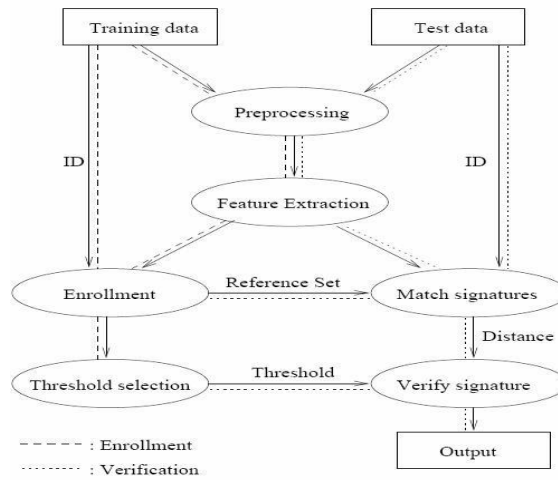 Training data
Test data
Preprocessing
ID
ID
Feature Extraction
Enrollment
Reference Set
Match signatures
Distance
Threshold selection
Threshold
Verify signature
: Enrollment
: Verification
Output